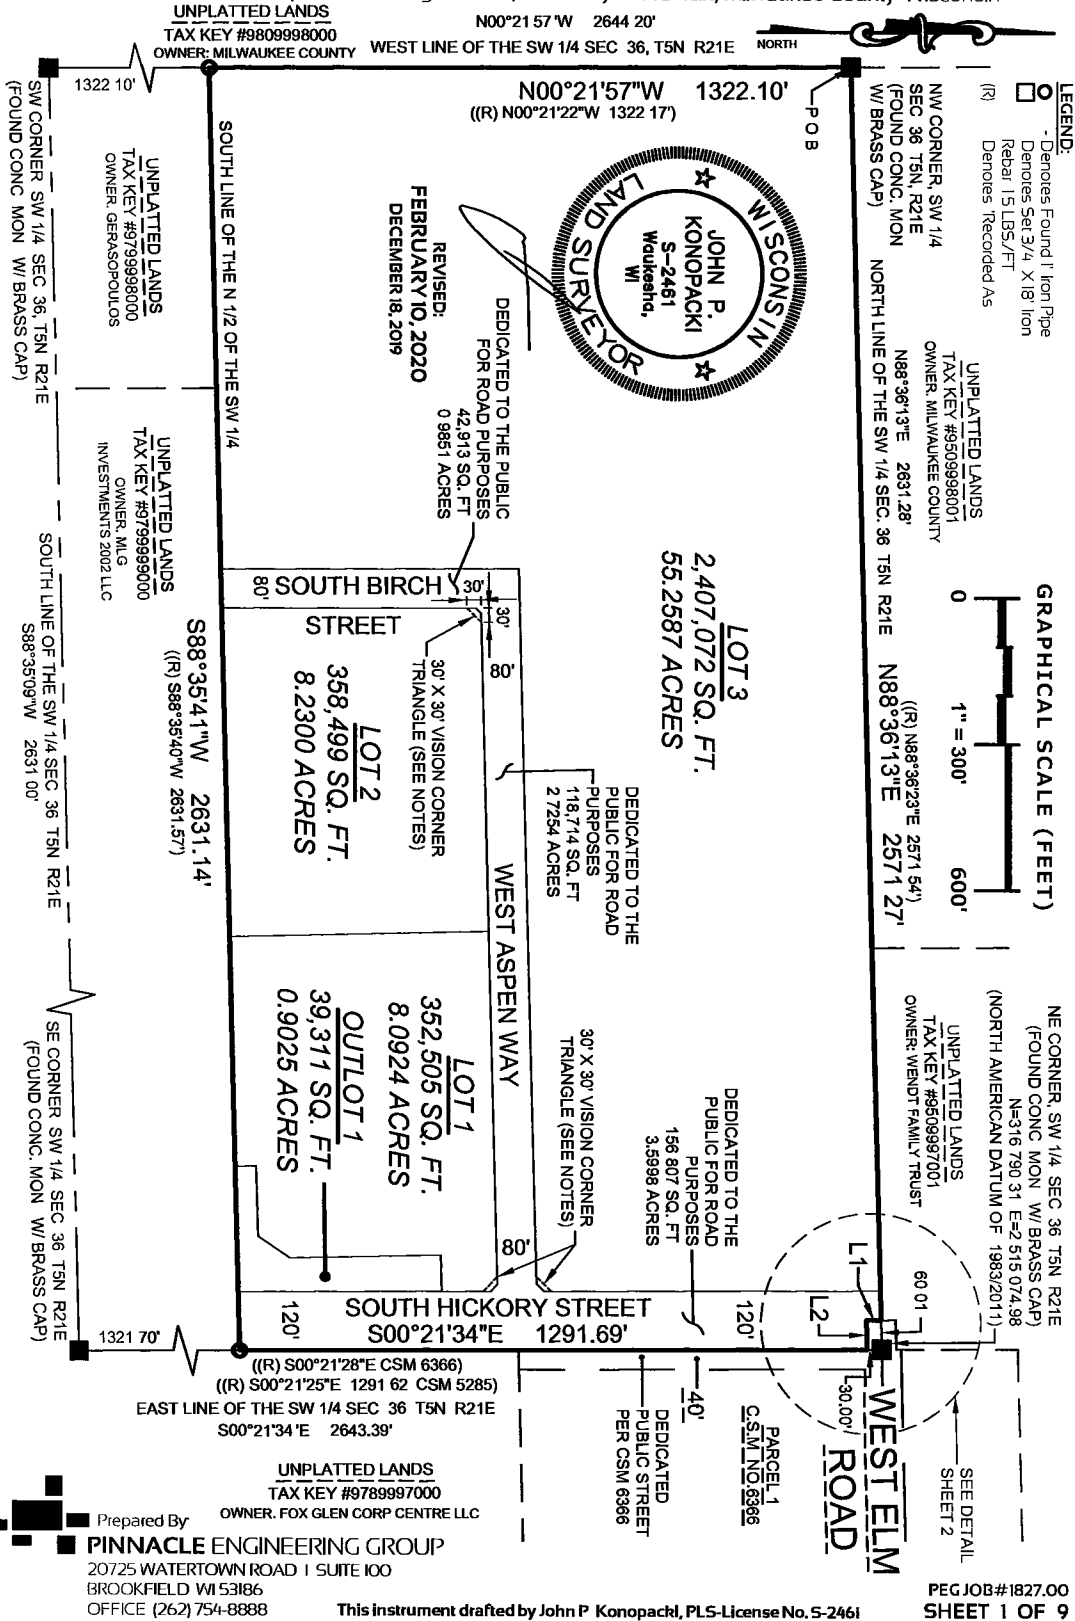 UNPLATTED LANDS
TAX KEY #9809998000
OWNER: MILWAUKEE COUNTY
N00°21 57 'W 2644 20'
WEST LINE OF THE SW 1/4 SEC 36, T5N R21E
NORTH
1322 10'
N00°21'57"W 1322.10'
((R) N00°21'22"W 1322 17')
P O B
LEGEND:
- Denotes Found 1' Iron Pipe
Denotes Set 3/4 X 18' Iron
Rebar 1 5 LBS./FT
(R) Denotes 'Recorded As
NW CORNER, SW 1/4
SEC 36 T5N, R21E
(FOUND CONC. MON
W/ BRASS CAP)
SW CORNER SW 1/4 SEC 36, T5N R21E
(FOUND CONC MON W/ BRASS CAP)
UNPLATTED LANDS
TAX KEY #9799998000
OWNER. GERASOPOULOS
SOUTH LINE OF THE N 1/2 OF THE SW 1/4
WISCONSIN
JOHN P.
KONOPACKI
S-2461
Waukesha,
WI
LAND SURVEYOR
REVISED:
FEBRUARY 10, 2020
DECEMBER 18, 2019
UNPLATTED LANDS
TAX KEY #9509998001
OWNER. MILWAUKEE COUNTY
N88°36'13"E 2631.28'
NORTH LINE OF THE SW 1/4 SEC. 36 T5N R21E
((R) N88°36'23"E 2571 54')
N88°36'13"E 2571 27'
GRAPHICAL SCALE (FEET)
0 1" = 300' 600'
DEDICATED TO THE PUBLIC
FOR ROAD PURPOSES
42,913 SQ. FT
0 9851 ACRES
UNPLATTED LANDS
TAX KEY #9799999000
OWNER. MLG
INVESTMENTS 2002 LLC
SOUTH LINE OF THE SW 1/4 SEC 36 T5N R21E
S88°35'09"W 2631 00'
S88°35'41"W 2631.14'
((R) S88°35'40"W 2631.57')
80'
SOUTH BIRCH
STREET
30'
30'
80'
30' X 30' VISION CORNER
TRIANGLE (SEE NOTES)
LOT 3
2,407,072 SQ. FT.
55.2587 ACRES
LOT 2
358,499 SQ. FT.
8.2300 ACRES
DEDICATED TO THE
PUBLIC FOR ROAD
PURPOSES
118,714 SQ. FT
2 7254 ACRES
WEST ASPEN WAY
LOT 1
352,505 SQ. FT.
8.0924 ACRES
OUTLOT 1
39,311 SQ. FT.
0.9025 ACRES
30' X 30' VISION CORNER
TRIANGLE (SEE NOTES)
DEDICATED TO THE
PUBLIC FOR ROAD
PURPOSES
156 807 SQ. FT
3.5998 ACRES
UNPLATTED LANDS
TAX KEY #9509997001
OWNER: WENDT FAMILY TRUST
NE CORNER, SW 1/4 SEC 36 T5N R21E
(FOUND CONC MON W/ BRASS CAP)
N=316 790 31 E=2 515 074.98
(NORTH AMERICAN DATUM OF 1983/2011)
L1
L2
60 01
80'
120'
SOUTH HICKORY STREET
S00°21'34"E 1291.69'
120'
SE CORNER SW 1/4 SEC 36 T5N R21E
(FOUND CONC. MON W/ BRASS CAP)
1321 70'
((R) S00°21'28"E CSM 6366)
((R) S00°21'25"E 1291 62 CSM 5285)
EAST LINE OF THE SW 1/4 SEC 36 T5N R21E
S00°21'34 'E 2643.39'
40'
DEDICATED
PUBLIC STREET
PER CSM 6366
PARCEL 1
C.S.M NO.6366
30.00'
WEST ELM
ROAD
SEE DETAIL
SHEET 2
UNPLATTED LANDS
TAX KEY #9789997000
OWNER. FOX GLEN CORP CENTRE LLC
Prepared By
PINNACLE ENGINEERING GROUP
20725 WATERTOWN ROAD | SUITE 100
BROOKFIELD WI 53186
OFFICE (262) 754-8888
This instrument drafted by John P Konopacki, PLS-License No. S-2461
PEG JOB#1827.00
SHEET 1 OF 9